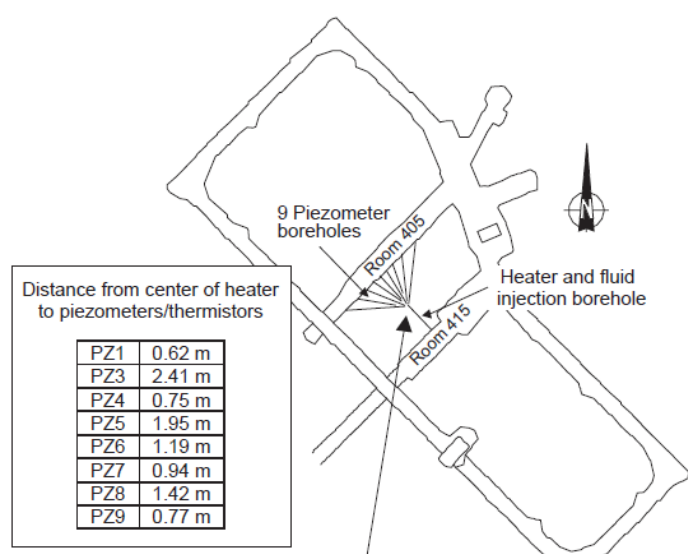 9 Piezometer
boreholes
Room 405
N
Heater and fluid
injection borehole
Room 415
Distance from center of heater
to piezometers/thermistors
PZ1 0.62 m
PZ3 2.41 m
PZ4 0.75 m
PZ5 1.95 m
PZ6 1.19 m
PZ7 0.94 m
PZ8 1.42 m
PZ9 0.77 m